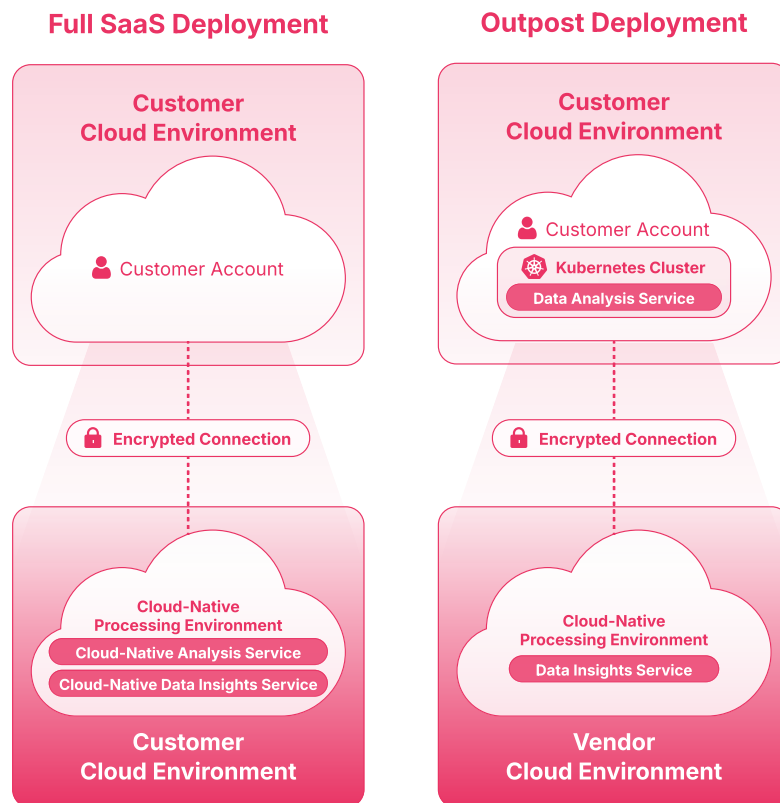 Full SaaS Deployment
Customer
Cloud Environment
Customer Account
Encrypted Connection
Cloud-Native
Processing Environment
Cloud-Native Analysis Service
Cloud-Native Data Insights Service
Customer
Cloud Environment
Outpost Deployment
Customer
Cloud Environment
Customer Account
Kubernetes Cluster
Data Analysis Service
Encrypted Connection
Cloud-Native
Processing Environment
Data Insights Service
Vendor
Cloud Environment